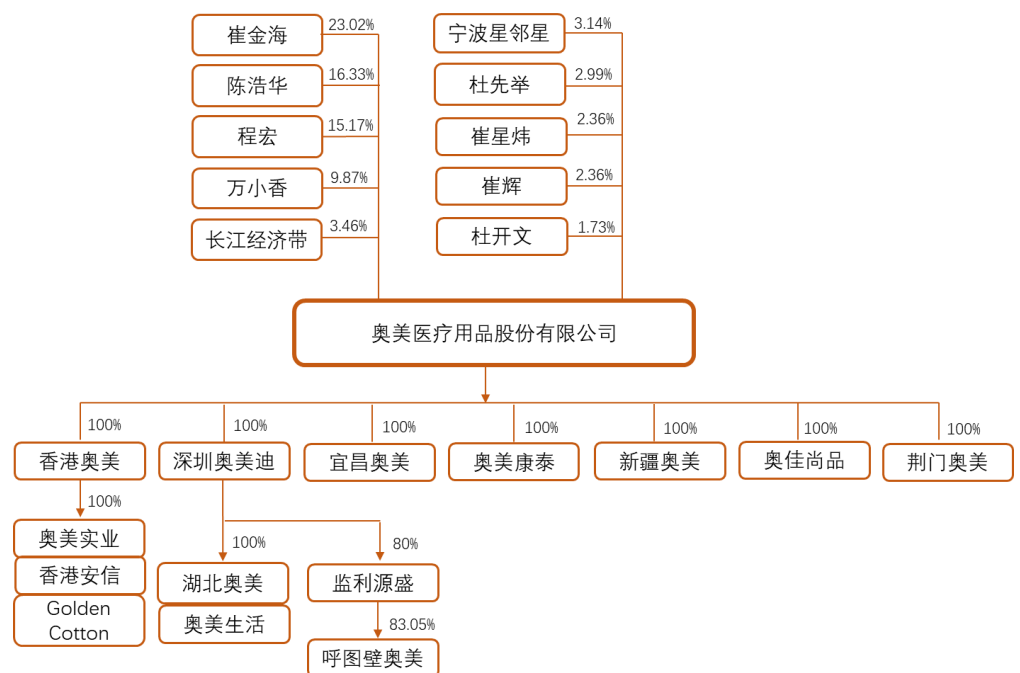 崔金海
23.02%
陈浩华
16.33%
程宏
15.17%
万小香
9.87%
长江经济带
3.46%
宁波星邻星
3.14%
杜先举
2.99%
崔星炜
2.36%
崔辉
2.36%
杜开文
1.73%
奥美医疗用品股份有限公司
100%
100%
100%
100%
100%
100%
100%
香港奥美
深圳奥美迪
宜昌奥美
奥美康泰
新疆奥美
奥佳尚品
荆门奥美
100%
奥美实业
香港安信
Golden
Cotton
100%
湖北奥美
奥美生活
80%
监利源盛
83.05%
呼图壁奥美